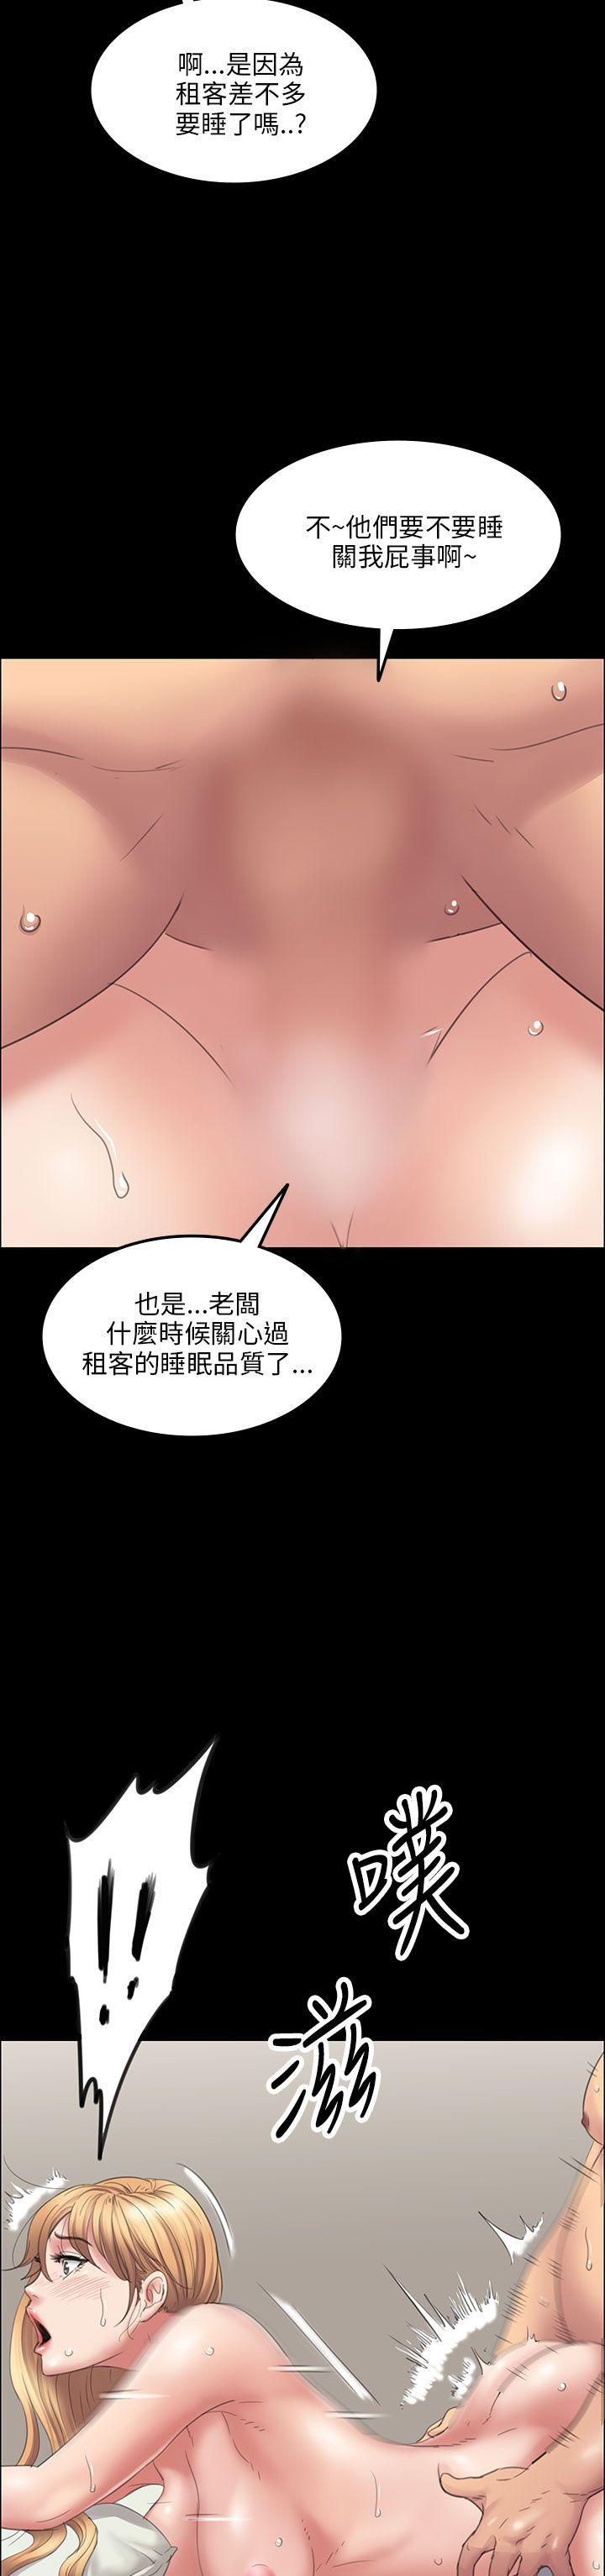 啊...是因為
租客差不多
要睡了嗎..?
不~他們要不要睡
關我屁事啊~
也是...老闆
什麼時候關心過
租客的睡眠品質了...
!!
噗
滋